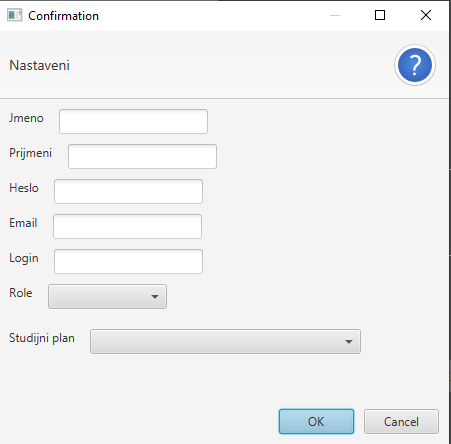 Confirmation
Nastaveni
?
Jmeno
Prijmeni
Heslo
Email
Login
Role
Studijni plan
OK Cancel